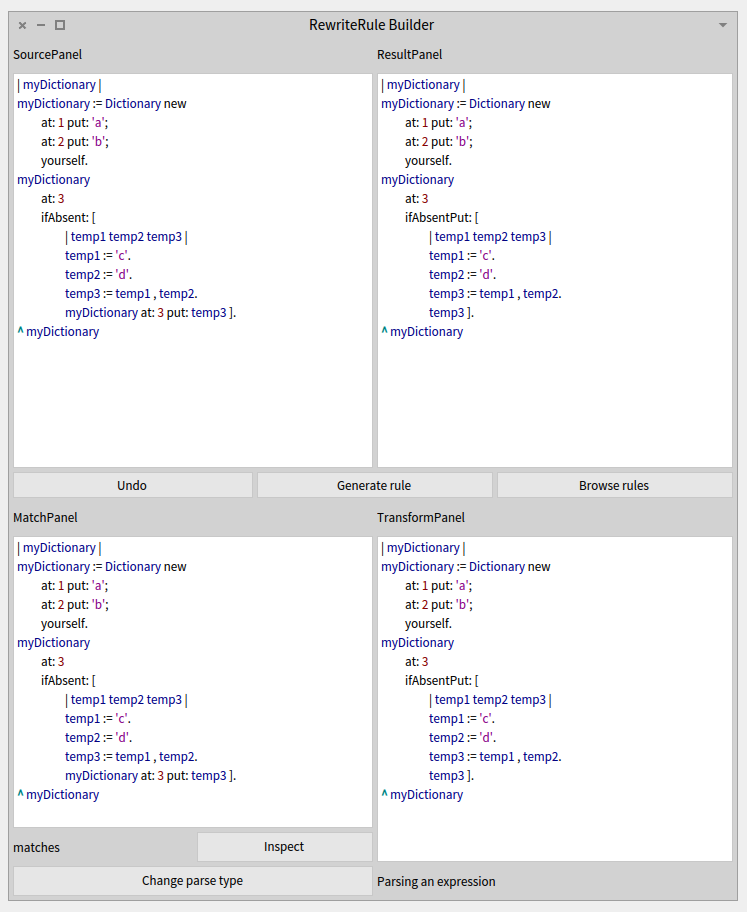 RewriteRule Builder
SourcePanel
| myDictionary |
myDictionary := Dictionary new
at: 1 put: 'a';
at: 2 put: 'b';
yourself.
myDictionary
at: 3
ifAbsent: [
| temp1 temp2 temp3 |
temp1 := 'c'.
temp2 := 'd'.
temp3 := temp1 , temp2.
myDictionary at: 3 put: temp3 ].
^ myDictionary
ResultPanel
| myDictionary |
myDictionary := Dictionary new
at: 1 put: 'a';
at: 2 put: 'b';
yourself.
myDictionary
at: 3
ifAbsentPut: [
| temp1 temp2 temp3 |
temp1 := 'c'.
temp2 := 'd'.
temp3 := temp1 , temp2.
temp3 ].
^ myDictionary
Undo
Generate rule
Browse rules
MatchPanel
| myDictionary |
myDictionary := Dictionary new
at: 1 put: 'a';
at: 2 put: 'b';
yourself.
myDictionary
at: 3
ifAbsent: [
| temp1 temp2 temp3 |
temp1 := 'c'.
temp2 := 'd'.
temp3 := temp1 , temp2.
myDictionary at: 3 put: temp3 ].
^ myDictionary
matches
Inspect
Change parse type
TransformPanel
| myDictionary |
myDictionary := Dictionary new
at: 1 put: 'a';
at: 2 put: 'b';
yourself.
myDictionary
at: 3
ifAbsentPut: [
| temp1 temp2 temp3 |
temp1 := 'c'.
temp2 := 'd'.
temp3 := temp1 , temp2.
temp3 ].
^ myDictionary
Parsing an expression